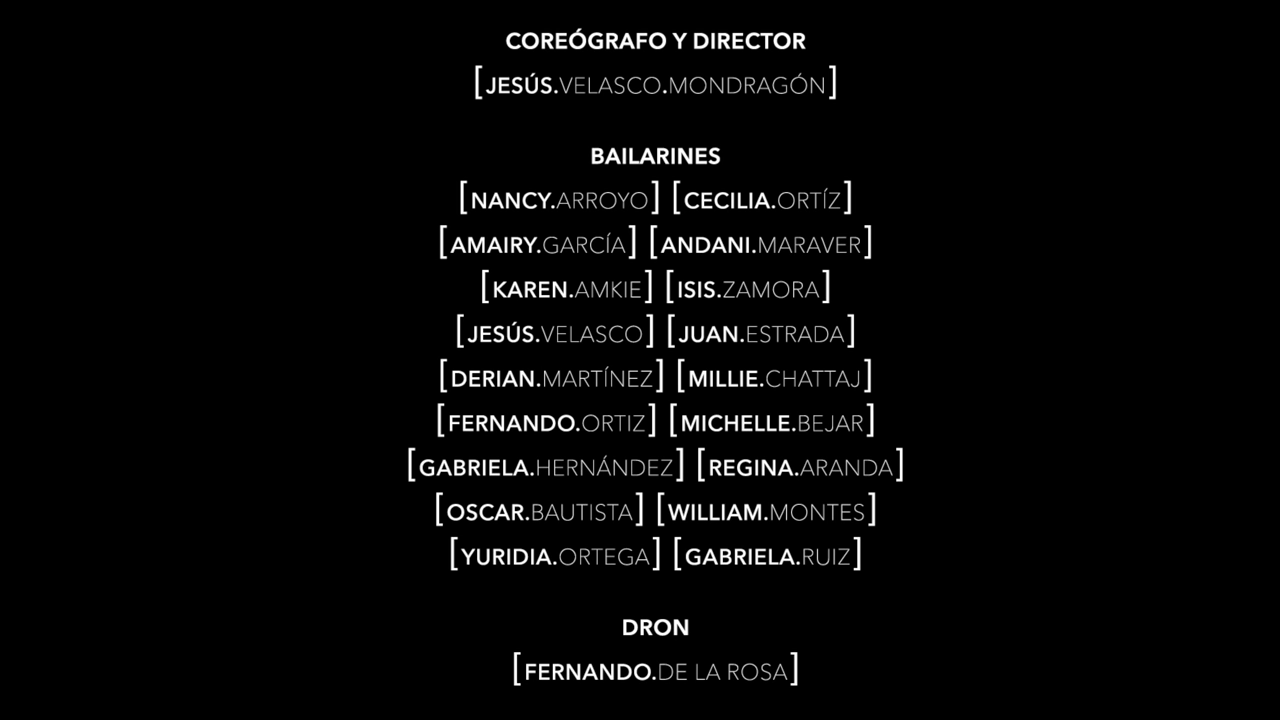 COREÓGRAFO Y DIRECTOR
[JESÚS.VELASCO.MONDRAGÓN]
BAILARINES
[NANCY.ARROYO] [CECILIA.ORTÍZ]
[AMAIRY.GARCÍA] [ANDANI.MARAVER]
[KAREN.AMKIE] [ISIS.ZAMORA]
[JESÚS.VELASCO] [JUAN.ESTRADA]
[DERIAN.MARTÍNEZ] [MILLIE.CHATTAJ]
[FERNANDO.ORTIZ] [MICHELLE.BEJAR]
[GABRIELA.HERNÁNDEZ] [REGINA.ARANDA]
[OSCAR.BAUTISTA] [WILLIAM.MONTES]
[YURIDIA.ORTEGA] [GABRIELA.RUIZ]
DRON
[FERNANDO.DE LA ROSA]